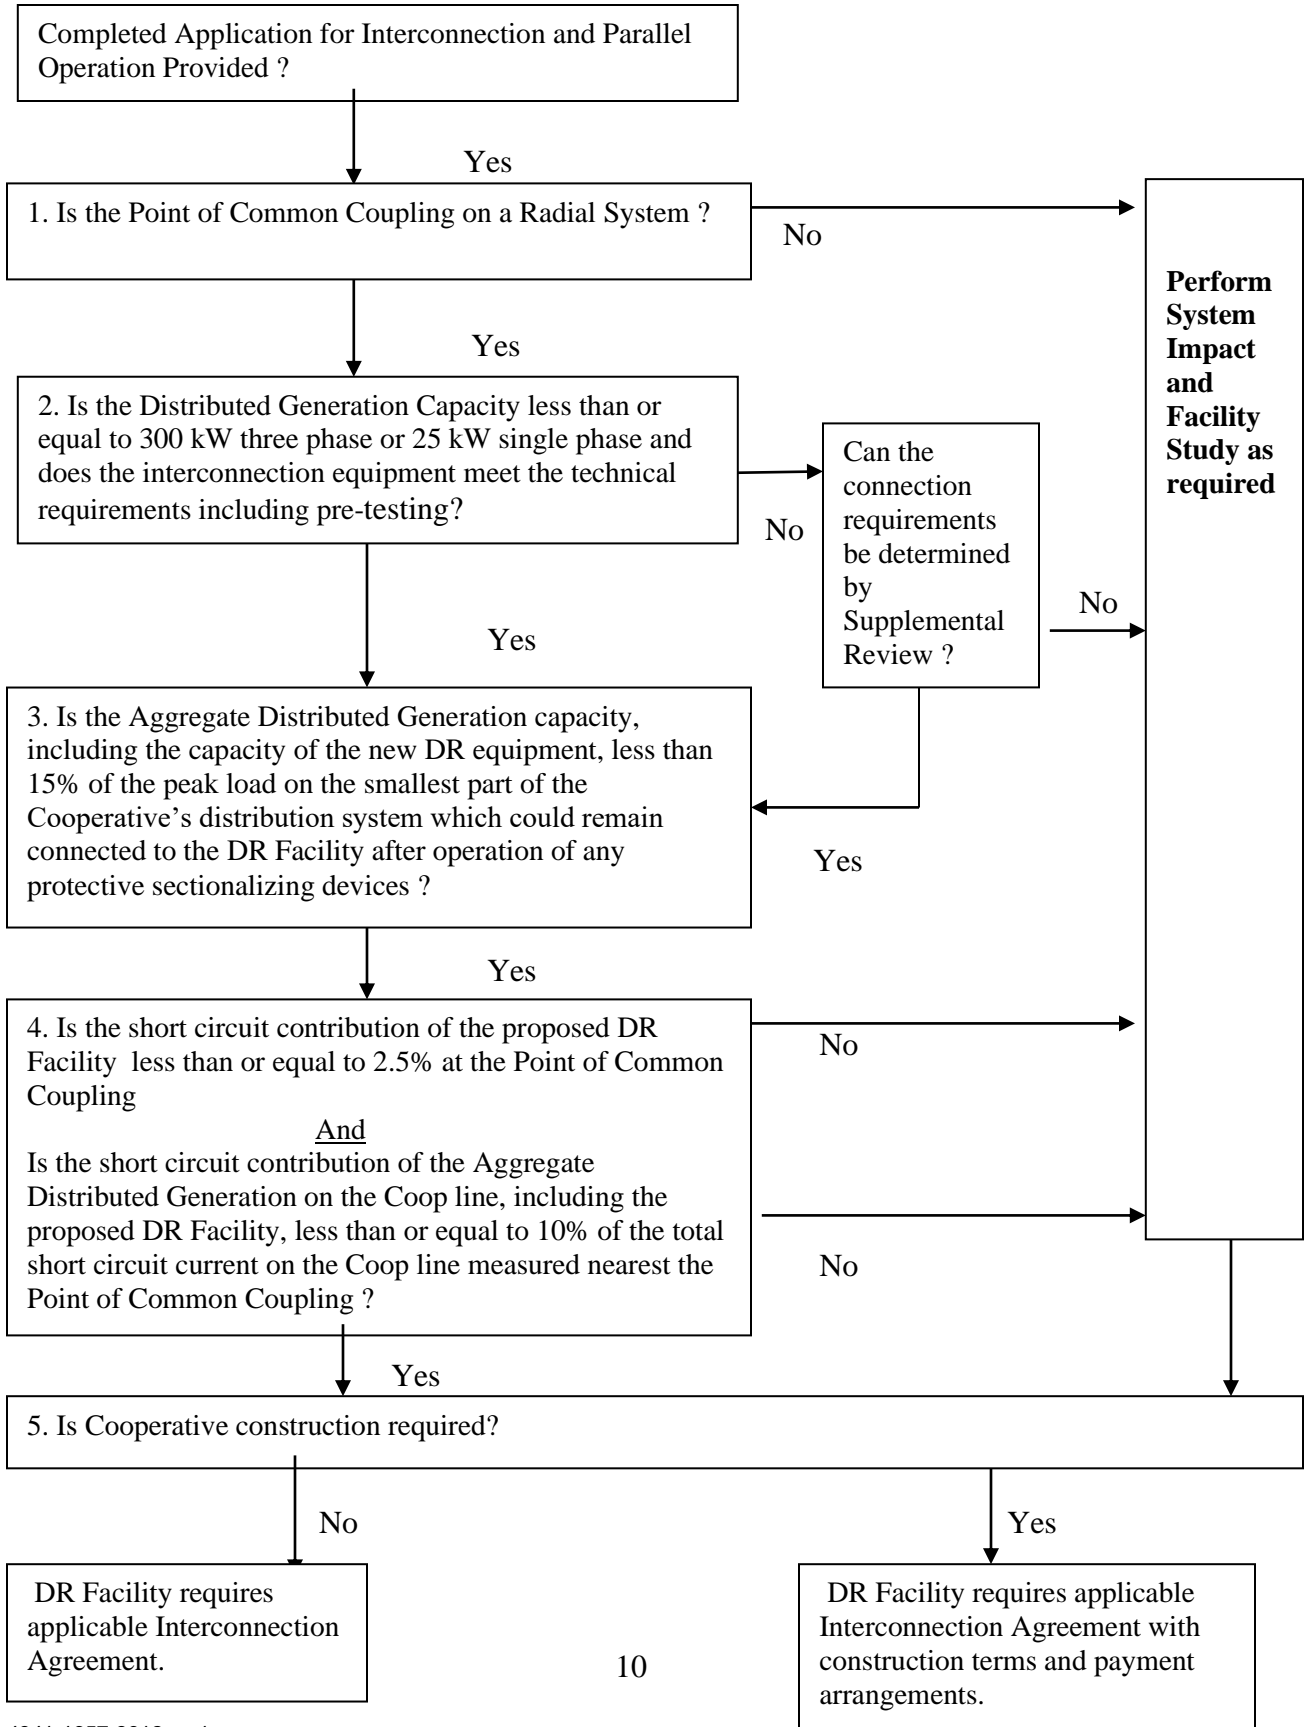 Completed Application for Interconnection and Parallel
Operation Provided ?
Yes
1. Is the Point of Common Coupling on a Radial System ?
No
Yes
Perform
System
Impact
and
Facility
Study as
required
2. Is the Distributed Generation Capacity less than or
equal to 300 kW three phase or 25 kW single phase and
does the interconnection equipment meet the technical
requirements including pre-testing?
No
Can the
connection
requirements
be determined
by
Supplemental
Review ?
No
Yes
3. Is the Aggregate Distributed Generation capacity,
including the capacity of the new DR equipment, less than
15% of the peak load on the smallest part of the
Cooperative’s distribution system which could remain
connected to the DR Facility after operation of any
protective sectionalizing devices ?
Yes
Yes
4. Is the short circuit contribution of the proposed DR
Facility less than or equal to 2.5% at the Point of Common
Coupling
And
Is the short circuit contribution of the Aggregate
Distributed Generation on the Coop line, including the
proposed DR Facility, less than or equal to 10% of the total
short circuit current on the Coop line measured nearest the
Point of Common Coupling ?
No
No
Yes
5. Is Cooperative construction required?
No
Yes
DR Facility requires
applicable Interconnection
Agreement.
DR Facility requires applicable
Interconnection Agreement with
construction terms and payment
arrangements.
10